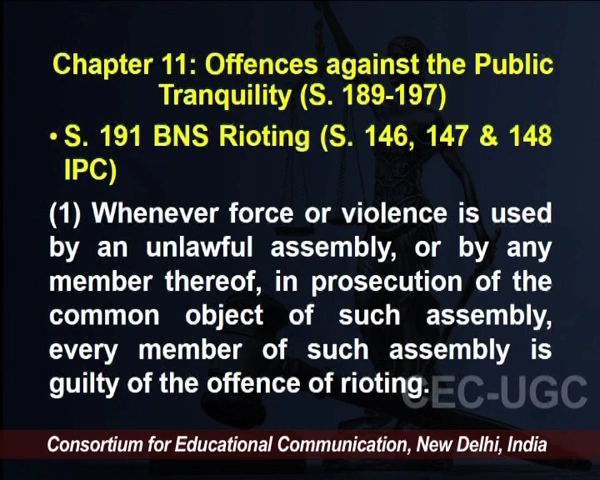 Chapter 11: Offences against the Public
Tranquility (S. 189-197)
• S. 191 BNS Rioting (S. 146, 147 & 148
IPC)
(1) Whenever force or violence is used
by an unlawful assembly, or by any
member thereof, in prosecution of the
common object of such assembly,
every member of such assembly is
guilty of the offence of rioting.
CEC-UGC
Consortium for Educational Communication, New Delhi, India